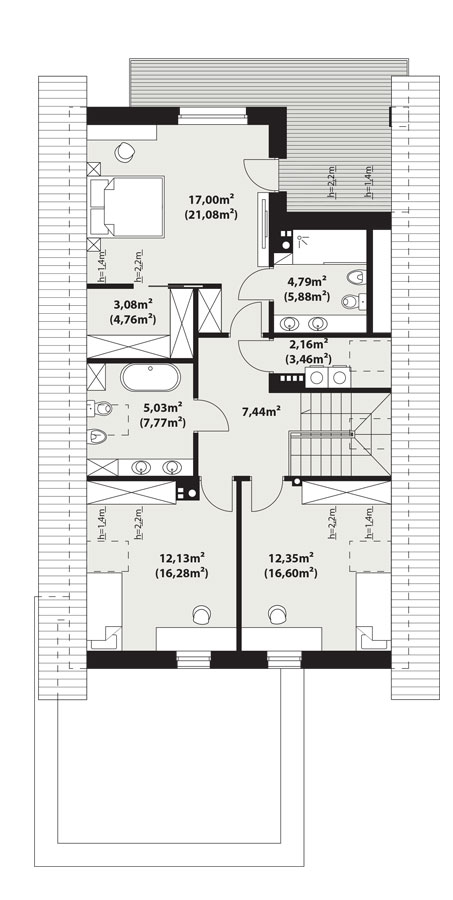 h=2,2m
h=1,4m
17,00m²
(21,08m²)
h=1,4m
h=2,2m
4,79m²
(5,88m²)
3,08m²
(4,76m²)
2,16m²
(3,46m²)
5,03m²
(7,77m²)
7,44m²
h=1,4m
h=2,2m
h=2,2m
h=1,4m
12,13m²
(16,28m²)
12,35m²
(16,60m²)